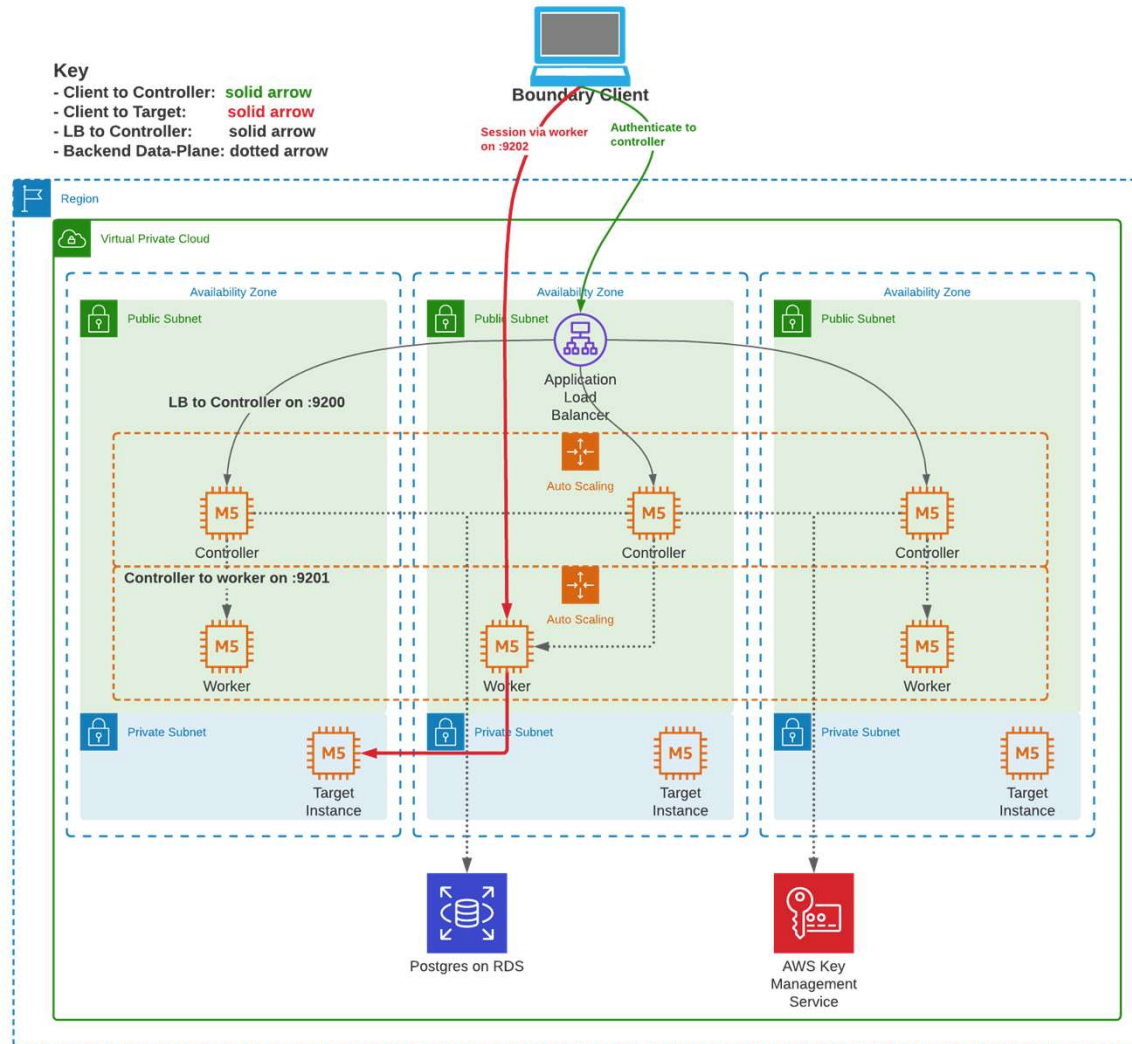 Boundary Client
Key
- Client to Controller: solid arrow
- Client to Target: solid arrow
- LB to Controller: solid arrow
- Backend Data-Plane: dotted arrow
Session via worker
on :9202
Authenticate to
controller
Region
Virtual Private Cloud
Availability Zone
Availability Zone
Availability Zone
Public Subnet
Public Subnet
Public Subnet
Application
Load
Balancer
LB to Controller on :9200
Auto Scaling
M5
Controller
M5
Controller
M5
Controller
Controller to worker on :9201
Auto Scaling
M5
Worker
M5
Worker
M5
Worker
Private Subnet
Private Subnet
Private Subnet
M5
Target
Instance
M5
Target
Instance
M5
Target
Instance
Postgres on RDS
AWS Key
Management
Service